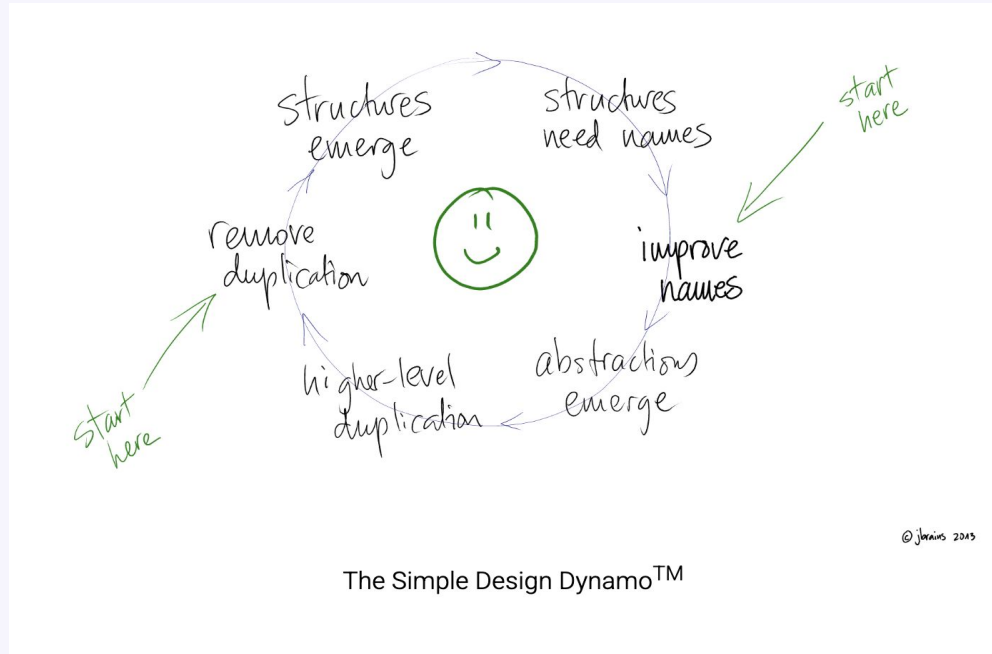 structures
emerge
structures
need names
start
here
improve
names
abstractions
emerge
higher-level
duplication
remove
duplication
start
here
© jbrains 2013
The Simple Design Dynamo™